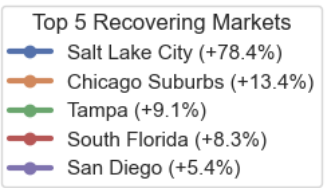 Top 5 Recovering Markets
Salt Lake City (+78.4%)
Chicago Suburbs (+13.4%)
Tampa (+9.1%)
South Florida (+8.3%)
San Diego (+5.4%)